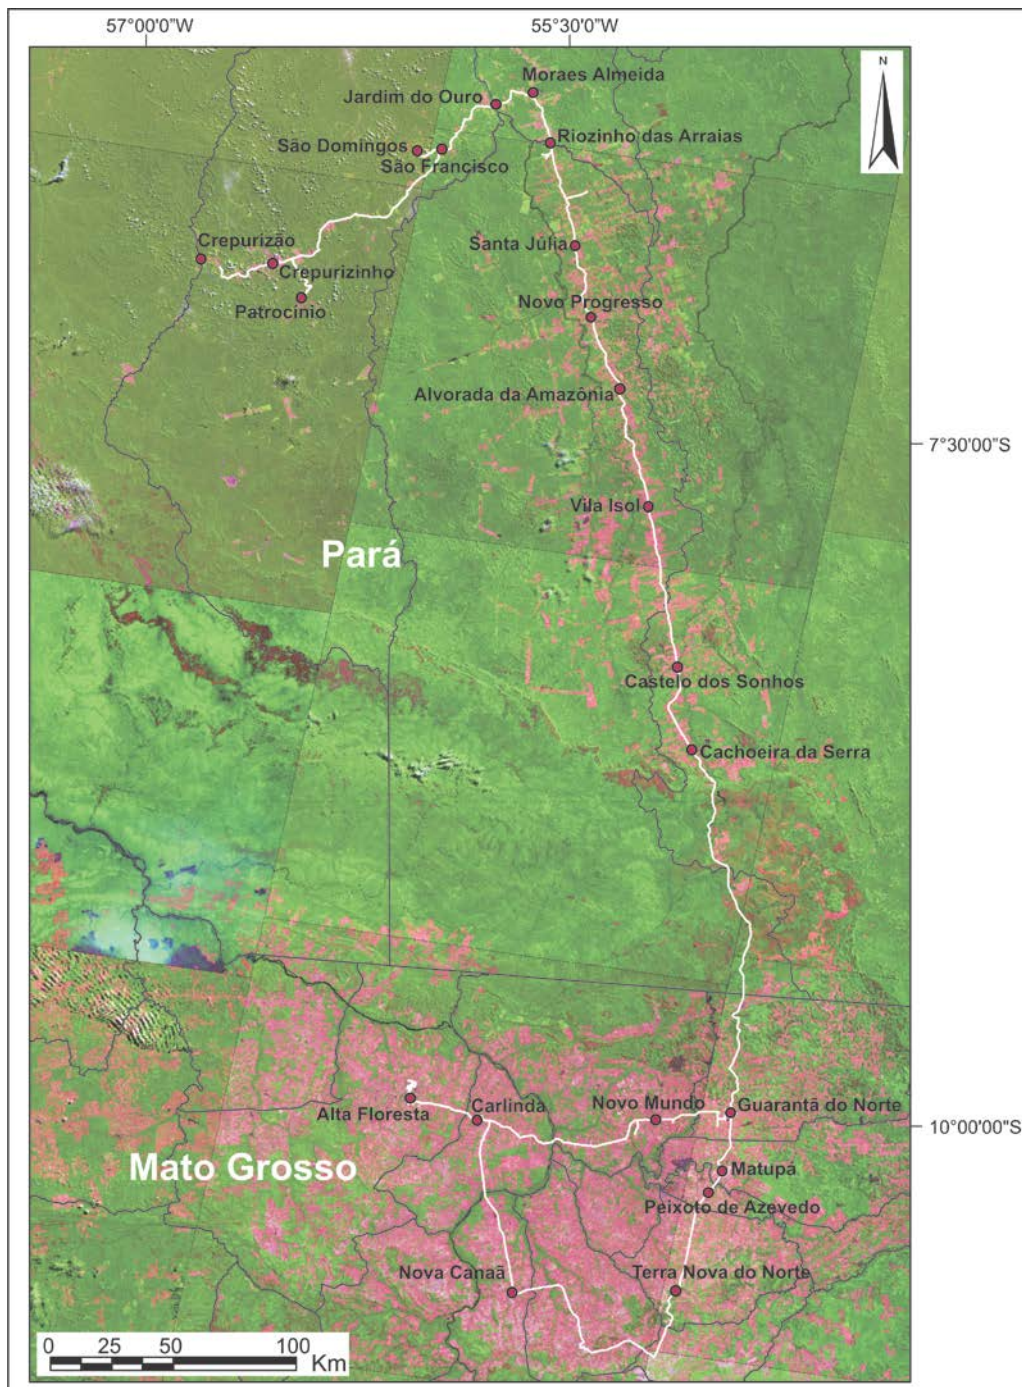 57°00'0"W
55°30'00"W
N
Moraes Almeida
Jardim do Ouro
Riozinho das Arraias
São Domingos
São Francisco
Crepurizão
Santa Júlia
Crepurizinho
Patrocínio
Novo Progresso
Alvorada da Amazônia
7°30'00"S
Vila Isol
Pará
Castelo dos Sonhos
Cachoeira da Serra
Alta Floresta
Carlinda
Novo Mundo
Guarantã do Norte
10°00'00"S
Mato Grosso
Matupá
Peixoto de Azevedo
Nova Canaã
Terra Nova do Norte
0 25 50 100
Km